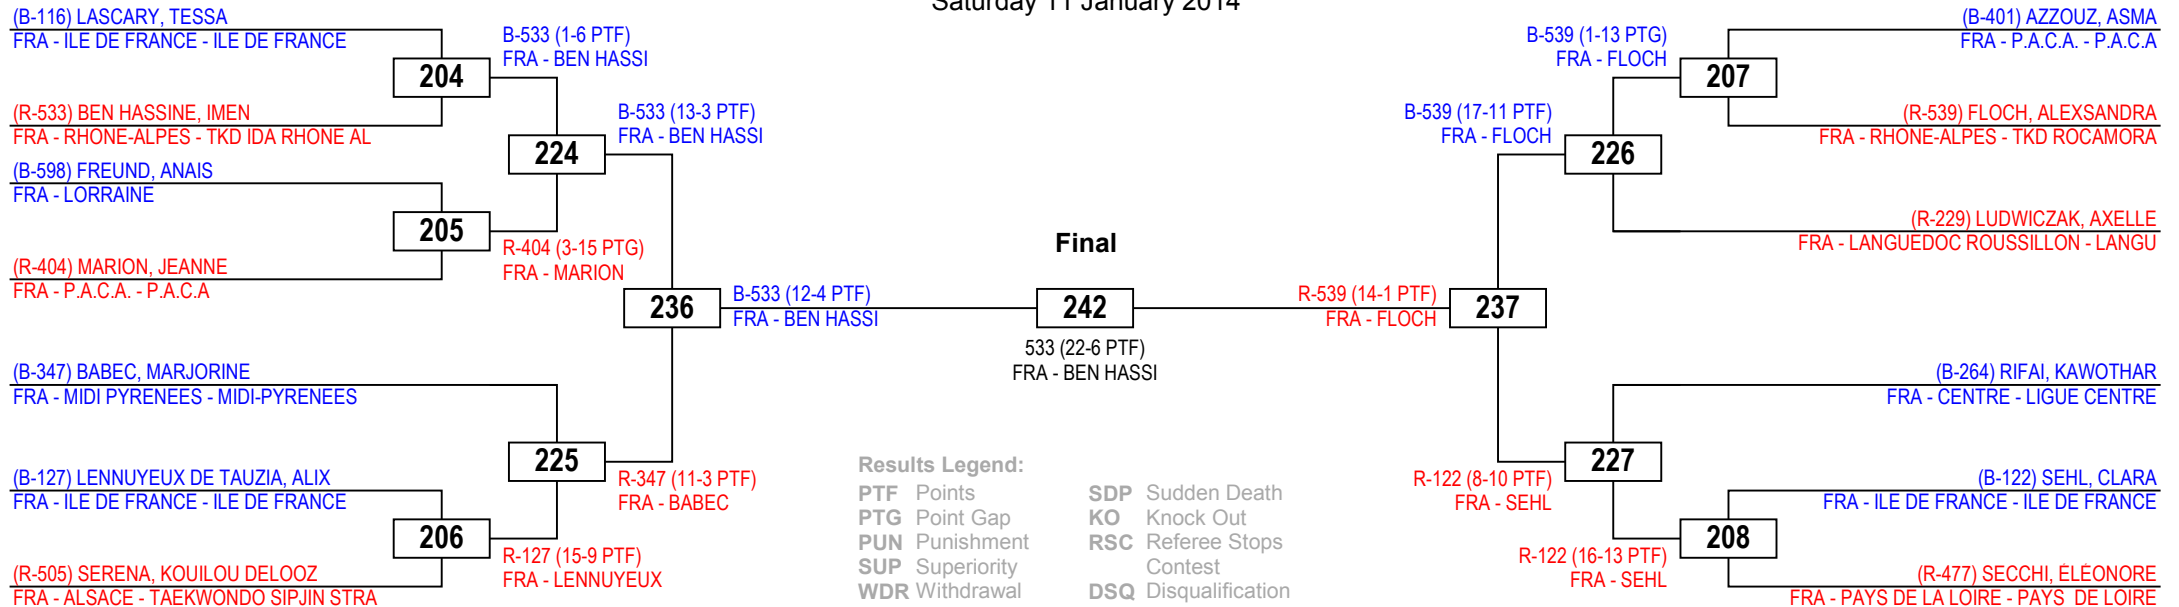 Saturday 11 January 2014
(B-116) LASCARY, TESSA
FRA - ILE DE FRANCE - ILE DE FRANCE
204
(R-533) BEN HASSINE, IMEN
FRA - RHONE-ALPES - TKD IDA RHONE AL
(B-598) FREUND, ANAIS
FRA - LORRAINE
205
(R-404) MARION, JEANNE
FRA - P.A.C.A. - P.A.C.A
(B-347) BABEC, MARJORINE
FRA - MIDI PYRENEES - MIDI-PYRENEES
(B-127) LENNUYEUX DE TAUZIA, ALIX
FRA - ILE DE FRANCE - ILE DE FRANCE
206
(R-505) SERENA, KOUILOU DELOOZ
FRA - ALSACE - TAEKWONDO SIPJIN STRA
B-533 (1-6 PTF)
FRA - BEN HASSI
224
R-404 (3-15 PTG)
FRA - MARION
225
R-127 (15-9 PTF)
FRA - LENNUYEUX
B-533 (13-3 PTF)
FRA - BEN HASSI
236
R-347 (11-3 PTF)
FRA - BABEC
B-533 (12-4 PTF)
FRA - BEN HASSI
Final
242
533 (22-6 PTF)
FRA - BEN HASSI
R-539 (14-1 PTF)
FRA - FLOCH
B-539 (17-11 PTF)
FRA - FLOCH
237
R-122 (8-10 PTF)
FRA - SEHL
B-539 (1-13 PTG)
FRA - FLOCH
226
227
R-122 (16-13 PTF)
FRA - SEHL
(B-401) AZZOUZ, ASMA
FRA - P.A.C.A. - P.A.C.A
207
(R-539) FLOCH, ALEXSANDRA
FRA - RHONE-ALPES - TKD ROCAMORA
(R-229) LUDWICZAK, AXELLE
FRA - LANGUEDOC ROUSSILLON - LANGU
(B-264) RIFAI, KAWOTHAR
FRA - CENTRE - LIGUE CENTRE
(B-122) SEHL, CLARA
FRA - ILE DE FRANCE - ILE DE FRANCE
208
(R-477) SECCHI, ÉLÉONORE
FRA - PAYS DE LA LOIRE - PAYS DE LOIRE
Results Legend:
PTF Points
PTG Point Gap
PUN Punishment
SUP Superiority
WDR Withdrawal
SDP Sudden Death
KO Knock Out
RSC Referee Stops
Contest
DSQ Disqualification